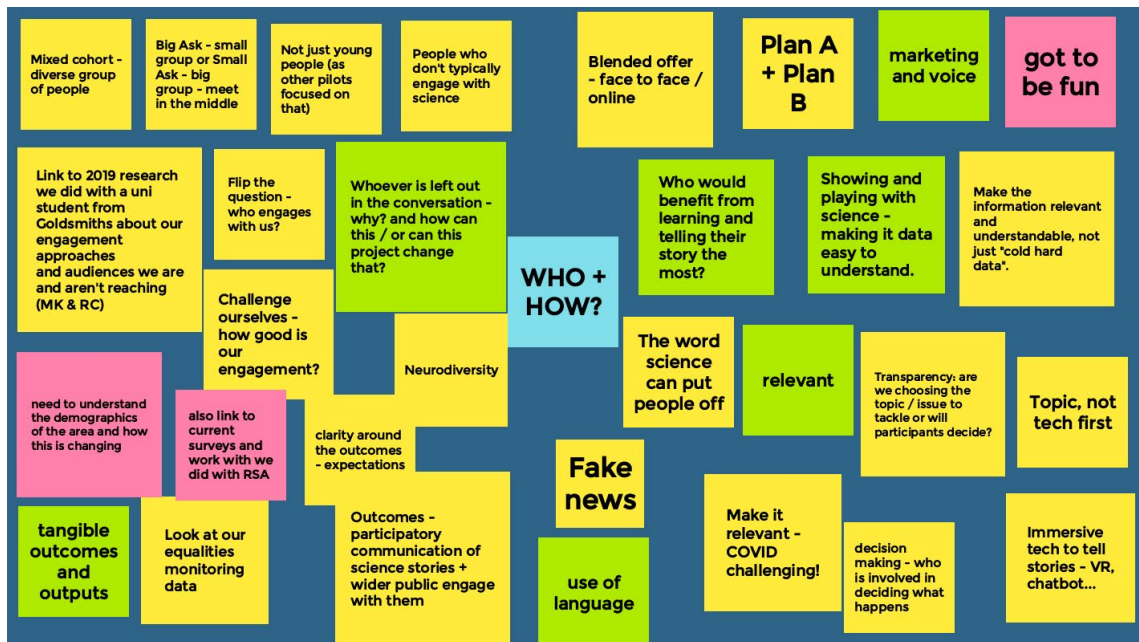 Mixed cohort -
diverse group
of people
Big Ask - small
group or Small
Ask - big
group - meet
in the middle
Not just young
people (as
other pilots
focused on
that)
People who
don't typically
engage with
science
Blended offer
- face to face /
online
Plan A
+ Plan
B
marketing
and voice
got to
be fun
Link to 2019 research
we did with a uni
student from
Goldsmiths about our
engagement
approaches
and audiences we are
and aren't reaching
(MK & RC)
Flip the
question -
who engages
with us?
Whoever is left out
in the conversation -
why? and how can
this / or can this
project change
that?
WHO +
HOW?
Who would
benefit from
learning and
telling their
story the
most?
Showing and
playing with
science -
making it data
easy to
understand.
Make the
information relevant
and
understandable, not
just "cold hard
data".
Challenge
ourselves -
how good is
our
engagement?
Neurodiversity
The word
science
can put
people off
relevant
Transparency: are
we choosing the
topic / issue to
tackle or will
participants decide?
Topic, not
tech first
need to understand
the demographics
of the area and how
this is changing
also link to
current
surveys and
work with we
did with RSA
clarity around
the outcomes
- expectations
Fake
news
tangible
outcomes
and
outputs
Look at our
equalities
monitoring
data
Outcomes -
participatory
communication of
science stories +
wider public engage
with them
use of
language
Make it
relevant -
COVID
challenging!
decision
making - who
is involved in
deciding what
happens
Immersive
tech to tell
stories - VR,
chatbot...